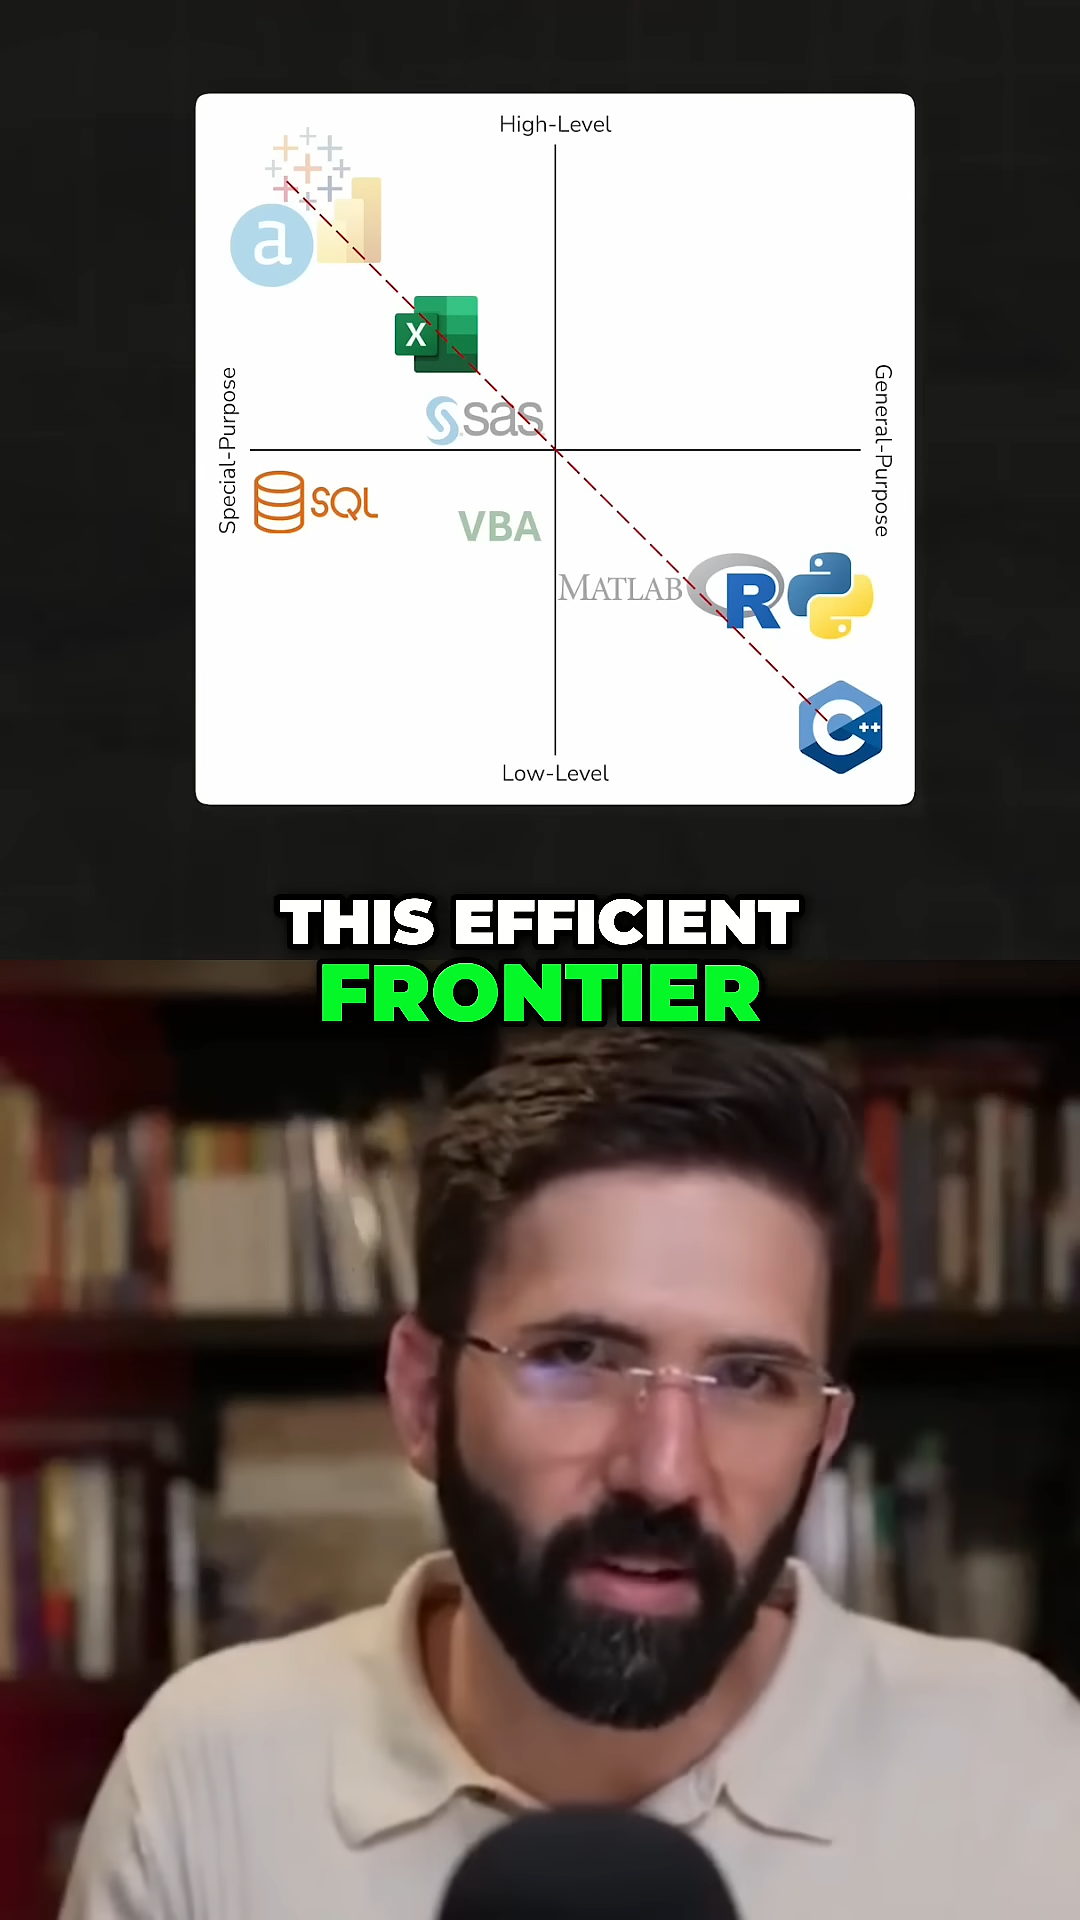 High-Level
a
X
sas
Special-Purpose
General-Purpose
SQL
VBA
MATLAB
R
C++
Low-Level
THIS EFFICIENT
FRONTIER